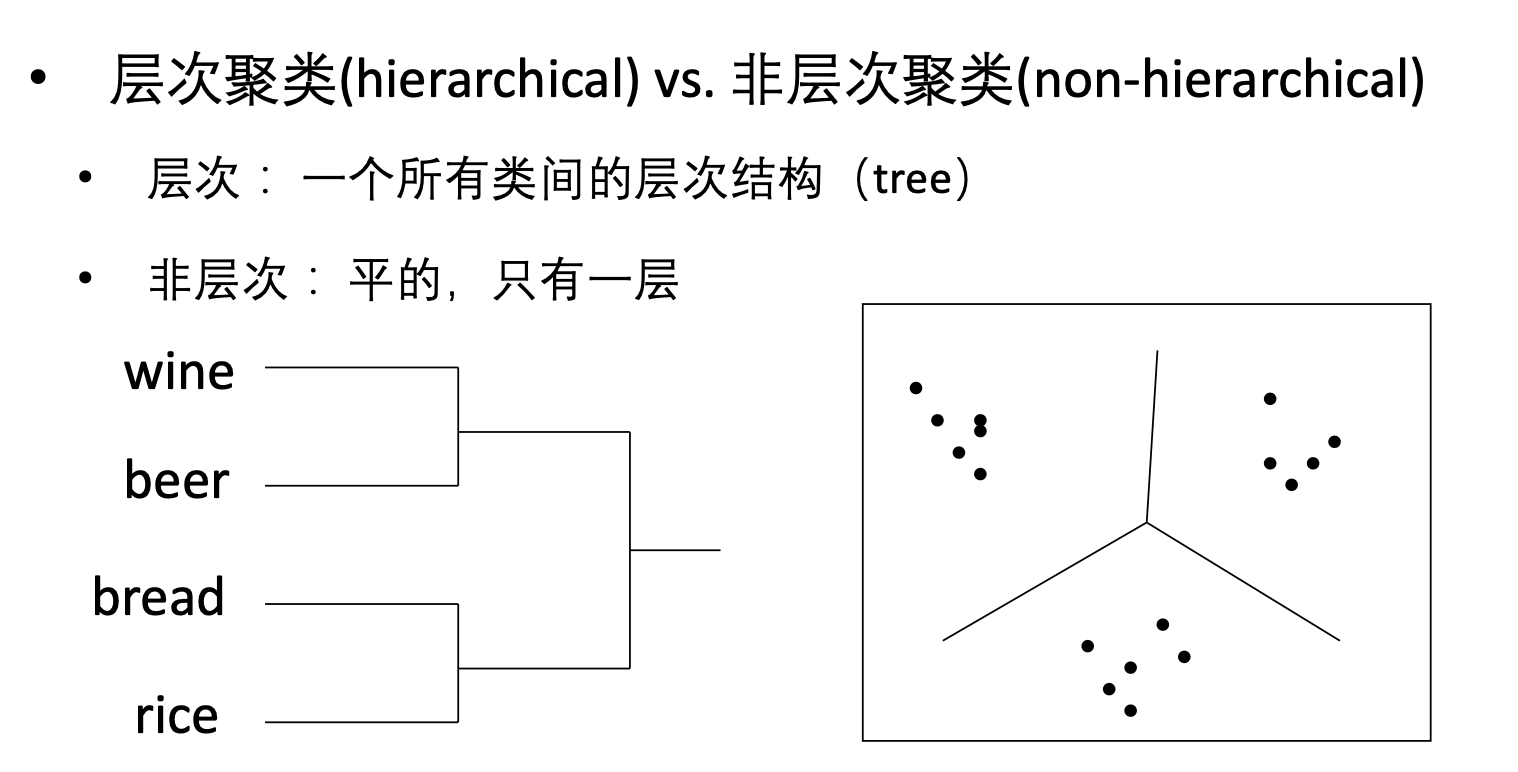 • 层次聚类(hierarchical) vs. 非层次聚类(non-hierarchical)
• 层次： 一个所有类间的层次结构（tree）
• 非层次： 平的，只有一层
wine
beer
bread
rice